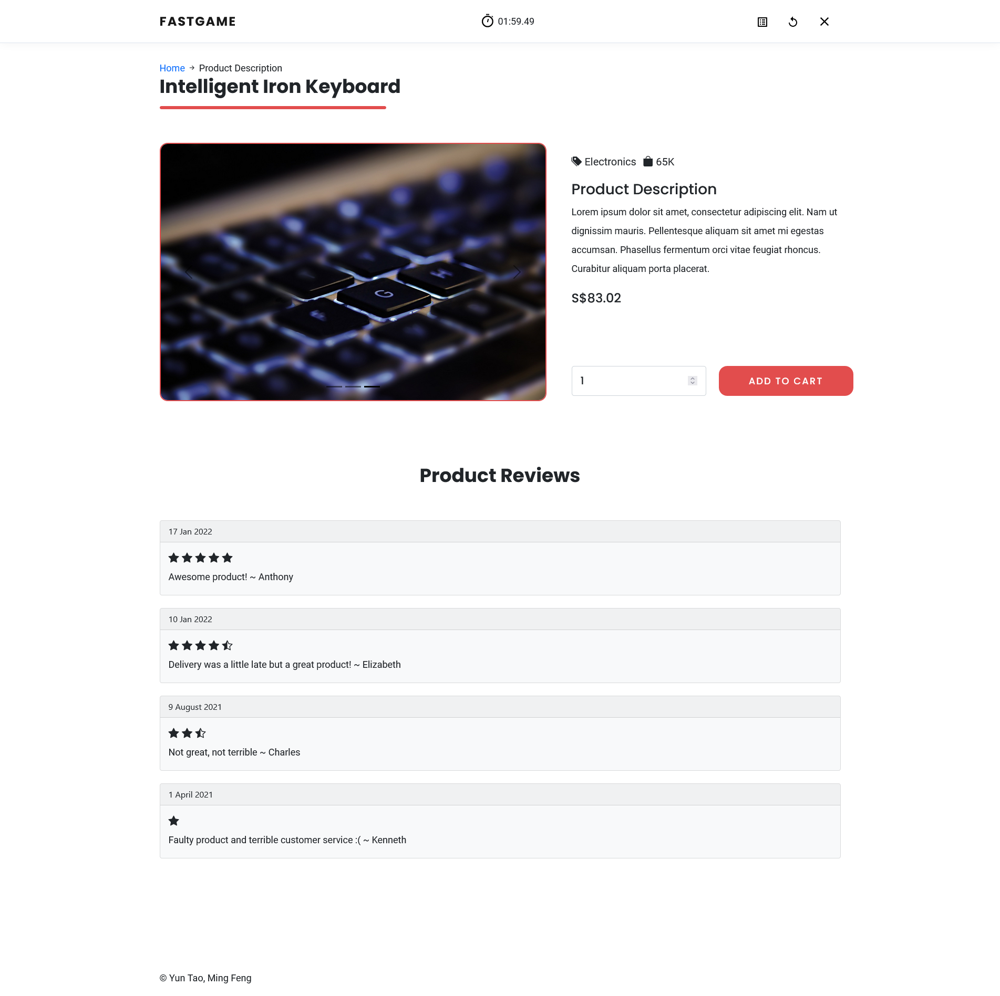 FASTGAME
01:59.49
Home → Product Description
Intelligent Iron Keyboard
Electronics 65K
Product Description
Lorem ipsum dolor sit amet, consectetur adipiscing elit. Nam ut
dignissim mauris. Pellentesque aliquam sit amet mi egestas
accumsan. Phasellus fermentum orci vitae feugiat rhoncus.
Curabitur aliquam porta placerat.
S$83.02
G
H
F
1
ADD TO CART
Product Reviews
17 Jan 2022
Awesome product! ~ Anthony
10 Jan 2022
Delivery was a little late but a great product! ~ Elizabeth
9 August 2021
Not great, not terrible ~ Charles
1 April 2021
Faulty product and terrible customer service :( ~ Kenneth
© Yun Tao, Ming Feng